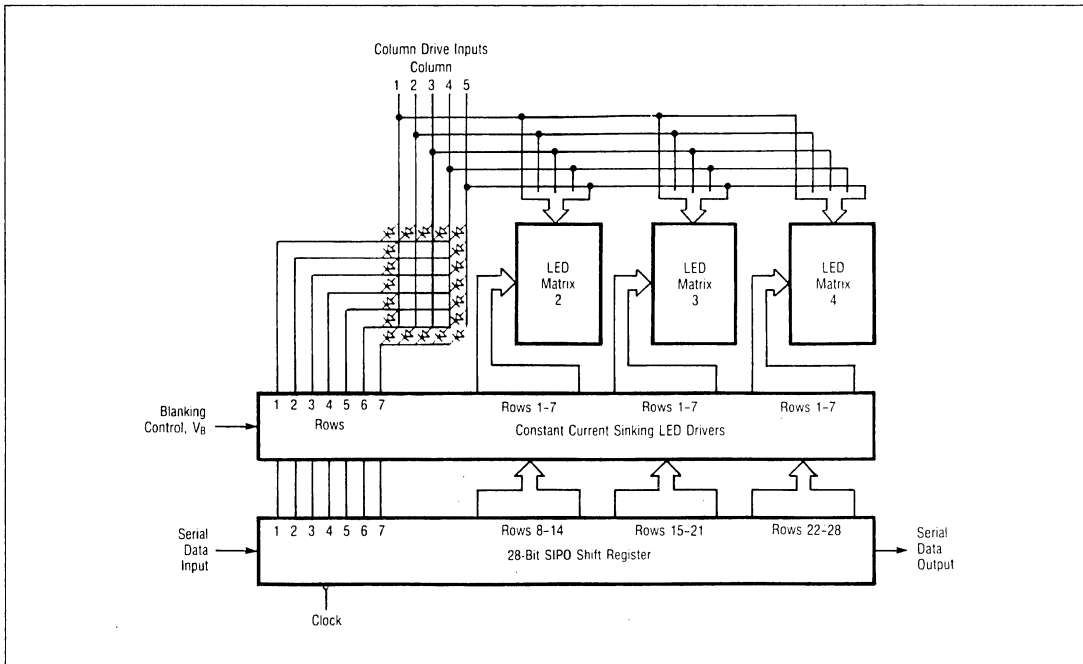 Column Drive Inputs
Column
1 2 3 4 5
LED
Matrix
2
LED
Matrix
3
LED
Matrix
4
1 2 3 4 5 6 7
Rows 1-7
Rows 1-7
Rows 1-7
Blanking
Control, VB
Rows
Constant Current Sinking LED Drivers
1 2 3 4 5 6 7
Rows 8-14
Rows 15-21
Rows 22-28
Serial
Data
Input
28-Bit SIPO Shift Register
Serial
Data
Output
Clock